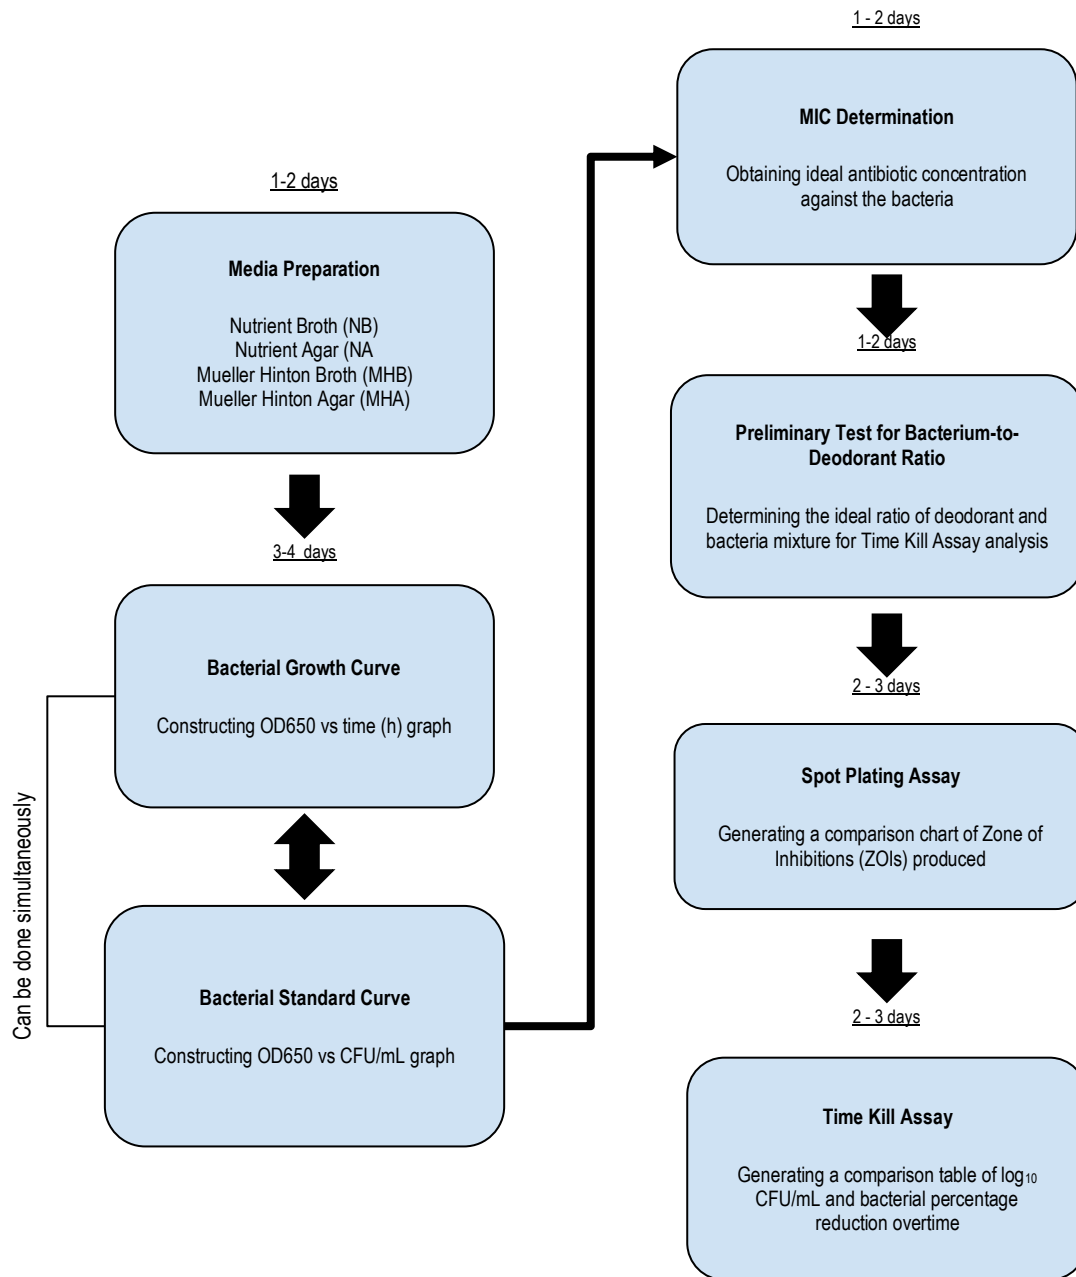 1-2 days
Media Preparation
Nutrient Broth (NB)
Nutrient Agar (NA
Mueller Hinton Broth (MHB)
Mueller Hinton Agar (MHA)
3-4 days
Bacterial Growth Curve
Constructing OD650 vs time (h) graph
Can be done simultaneously
Bacterial Standard Curve
Constructing OD650 vs CFU/mL graph
1 - 2 days
MIC Determination
Obtaining ideal antibiotic concentration
against the bacteria
1-2 days
Preliminary Test for Bacterium-to-
Deodorant Ratio
Determining the ideal ratio of deodorant and
bacteria mixture for Time Kill Assay analysis
2 - 3 days
Spot Plating Assay
Generating a comparison chart of Zone of
Inhibitions (ZOIs) produced
2 - 3 days
Time Kill Assay
Generating a comparison table of log₁₀
CFU/mL and bacterial percentage
reduction overtime